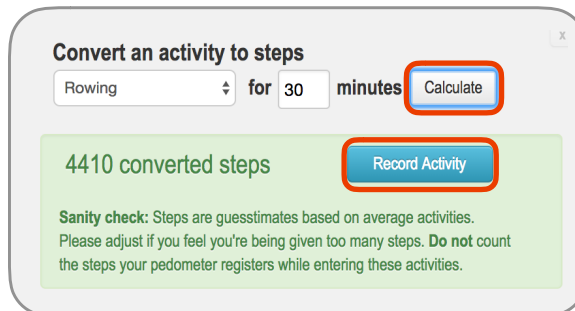 x
Convert an activity to steps
Rowing for 30 minutes Calculate
4410 converted steps Record Activity
Sanity check: Steps are guesstimates based on average activities.
Please adjust if you feel you're being given too many steps. Do not count
the steps your pedometer registers while entering these activities.